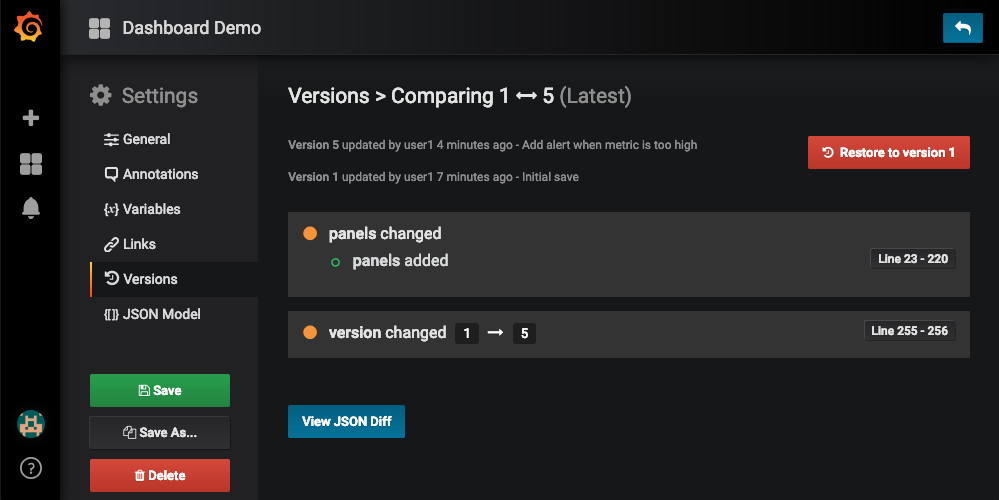 Dashboard Demo
Settings
General
Annotations
{x} Variables
Links
Versions
{[]} JSON Model
Save
Save As...
Delete
?
Versions > Comparing 1 ↔ 5 (Latest)
Version 5 updated by user1 4 minutes ago - Add alert when metric is too high
Version 1 updated by user1 7 minutes ago - Initial save
Restore to version 1
panels changed
panels added
Line 23 - 220
version changed 1 → 5
Line 255 - 256
View JSON Diff